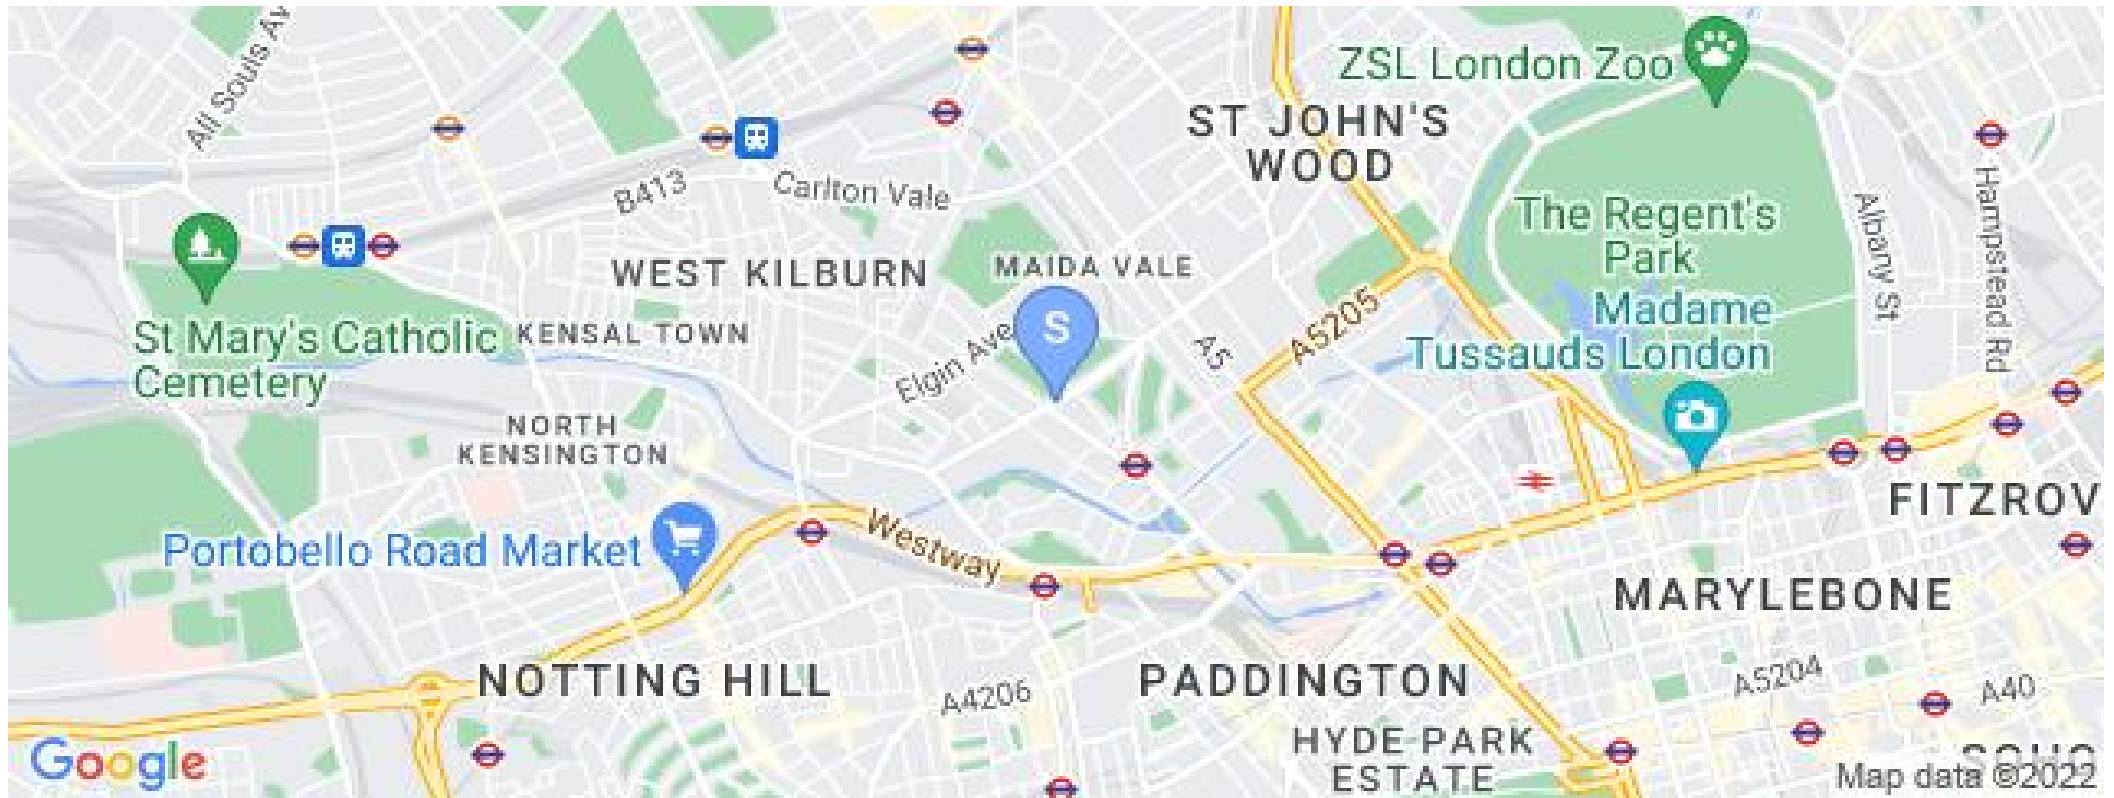 All Souls Av
ZSL London Zoo
ST JOHN'S
WOOD
B413
Carlton Vale
Hampstead Rd
Albany St
The Regent's
Park
WEST KILBURN
MAIDA VALE
S
St Mary's Catholic
Cemetery
KENSAL TOWN
Elgin Ave
A5
A5205
Madame
Tussauds London
NORTH
KENSINGTON
Portobello Road Market
Westway
FITZROV
MARYLEBONE
NOTTING HILL
A4206
PADDINGTON
A5204
A40
HYDE PARK
ESTATE
SOHO
Google
Map data ©2022